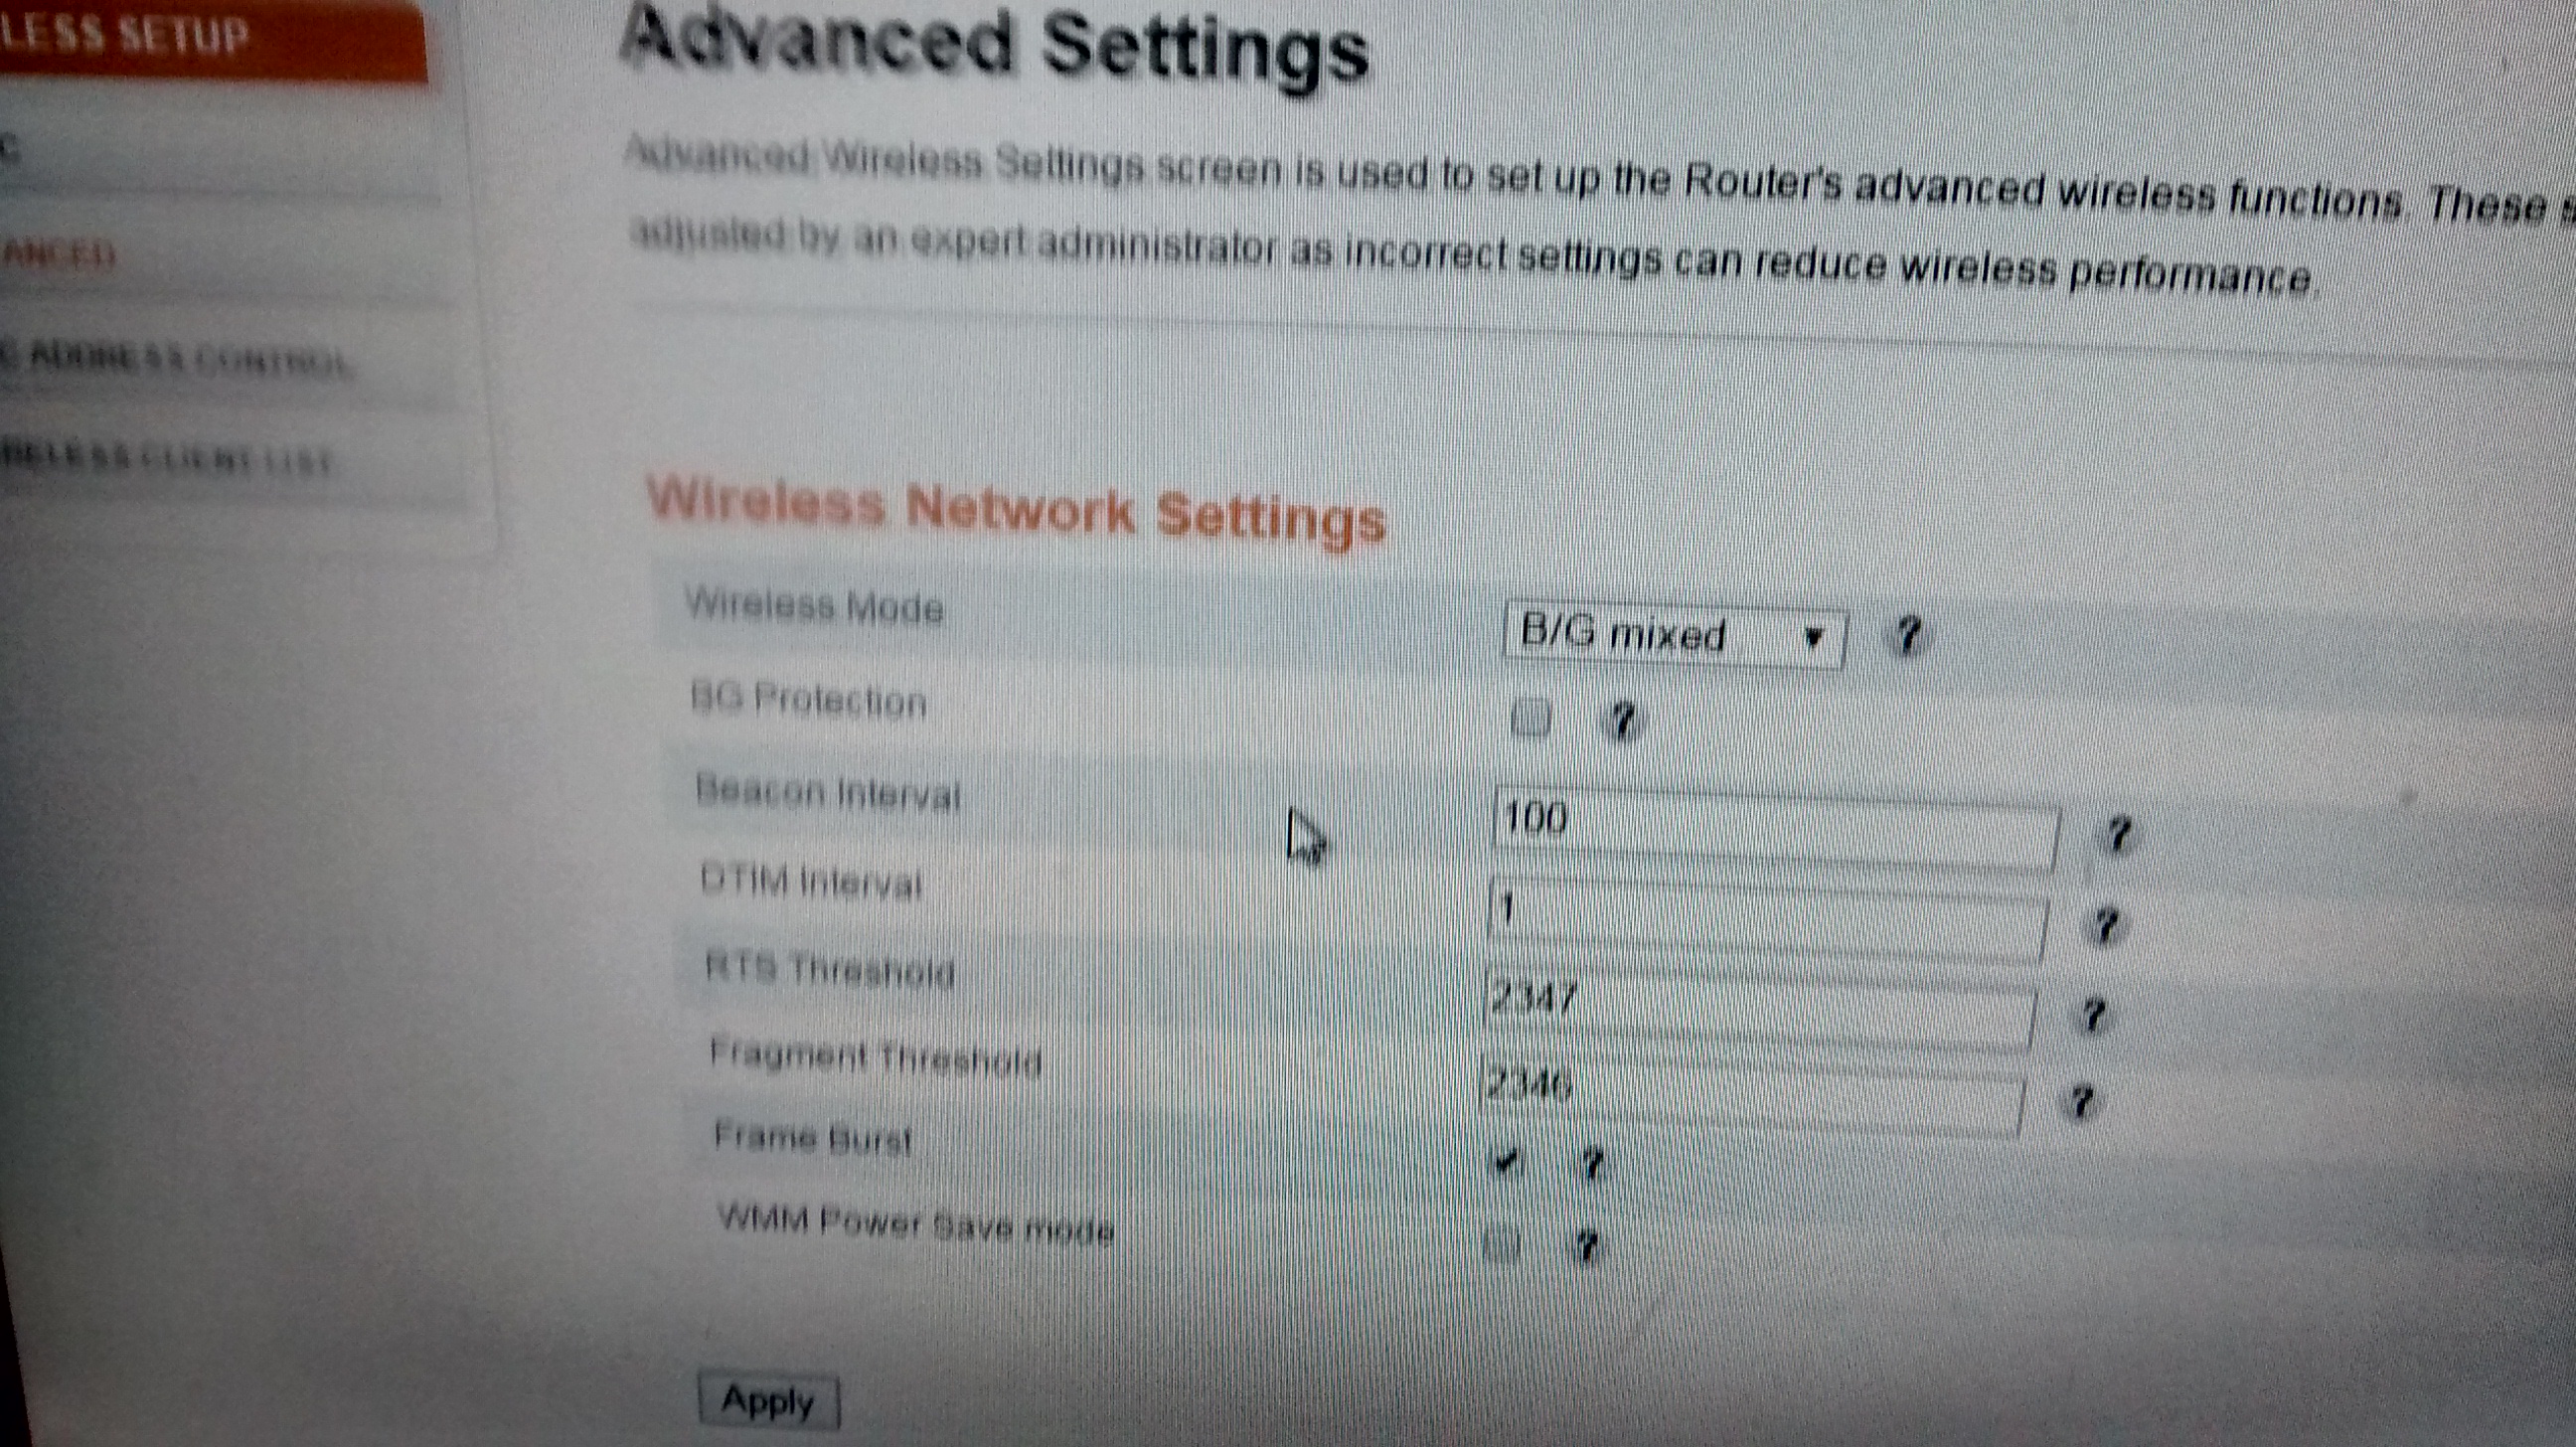 LESS SETUP
C
ANCED
C ADDRESS CONTROL
RELESS CLIENT LIST
Advanced Settings
Advanced Wireless Settings screen is used to set up the Router's advanced wireless functions. These s
adjusted by an expert administrator as incorrect settings can reduce wireless performance.
Wireless Network Settings
Wireless Mode B/G mixed ?
BG Protection ?
Beacon Interval 100 ?
DTIM Interval 1 ?
RTS Threshold 2347 ?
Fragment Threshold 2346 ?
Frame Burst ?
WMM Power Save mode ?
Apply